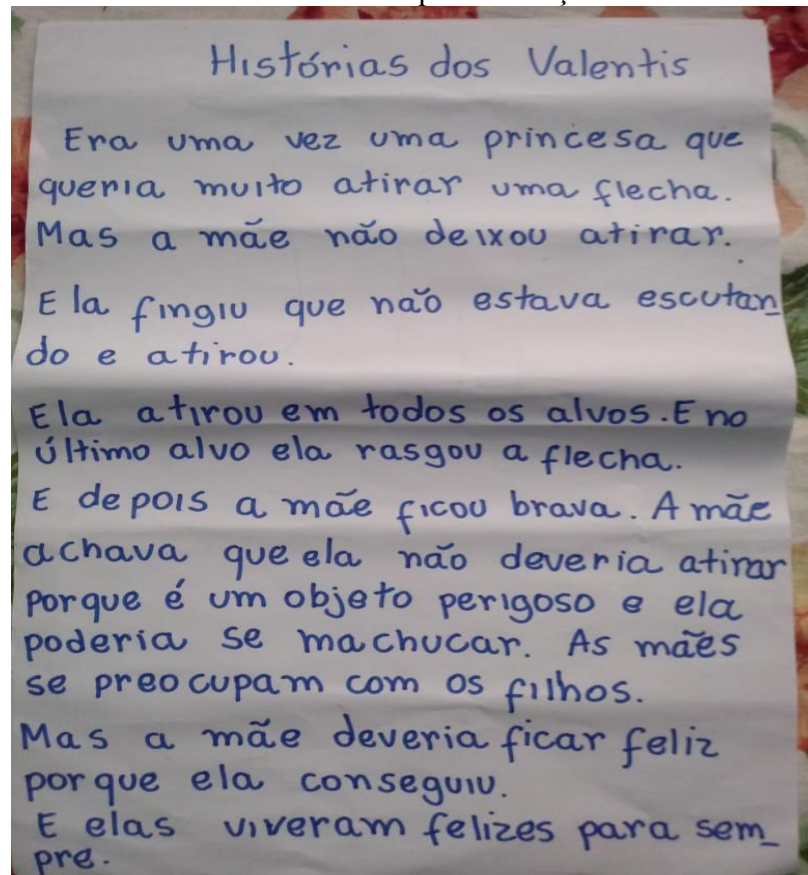 Histórias dos Valentis
Era uma vez uma princesa que
queria muito atirar uma flecha.
Mas a mãe não deixou atirar.
Ela fingiu que não estava escutan_
do e atirou.
Ela atirou em todos os alvos. E no
último alvo ela rasgou a flecha.
E depois a mãe ficou brava. A mãe
achava que ela não deveria atirar
porque é um objeto perigoso e ela
poderia se machucar. As mães
se preocupam com os filhos.
Mas a mãe deveria ficar feliz
porque ela conseguiu.
E elas viveram felizes para sem_
pre.